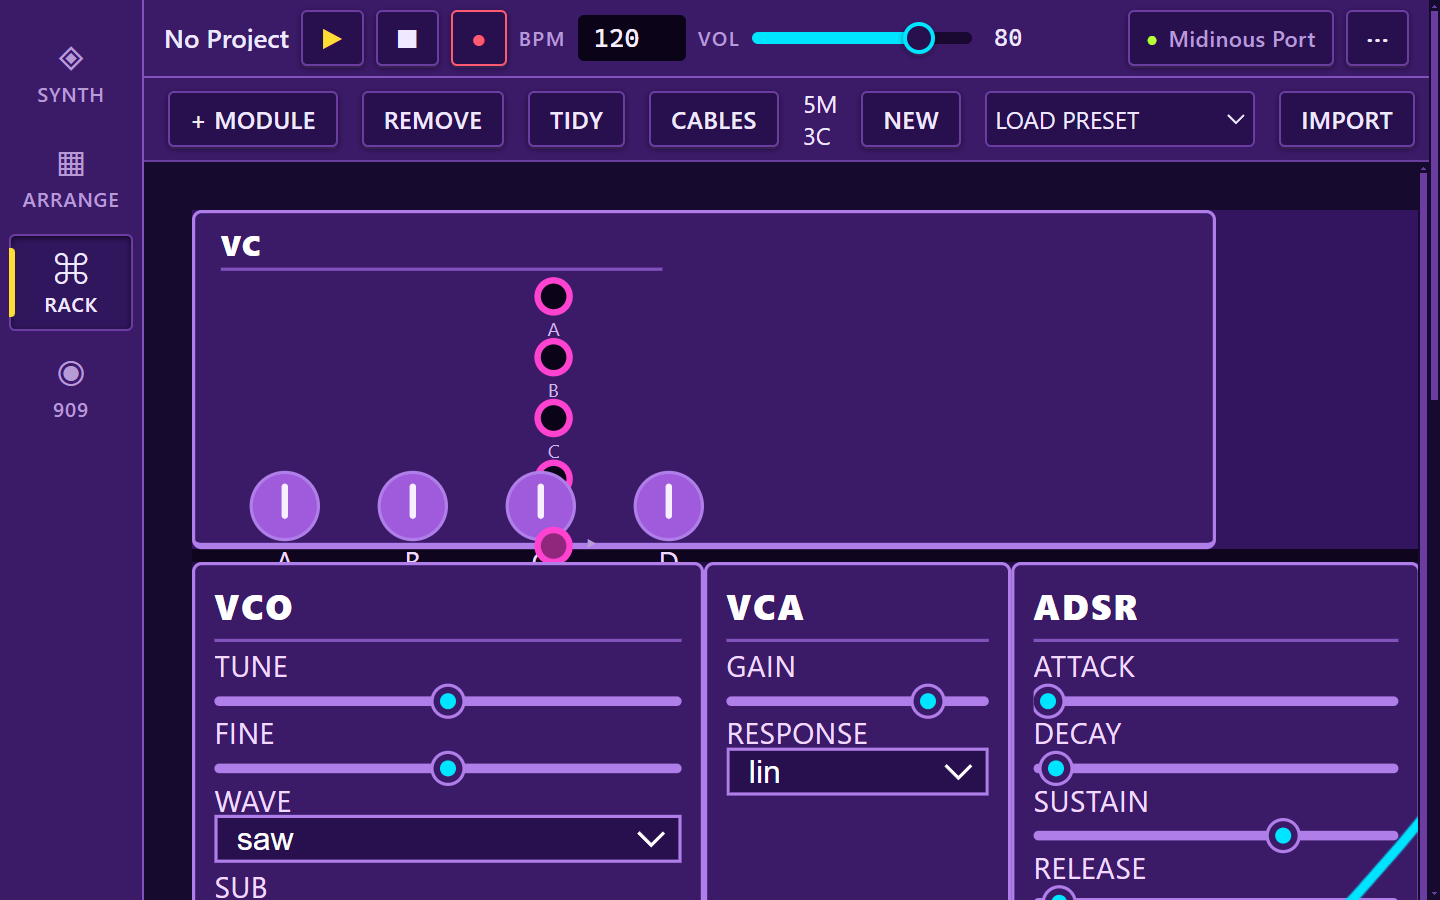 No Project
BPM
120
VOL
80
Midinous Port
...
SYNTH
ARRANGE
RACK
909
+ MODULE
REMOVE
TIDY
CABLES
5M
3C
NEW
LOAD PRESET
IMPORT
vc
A
B
C
A
B
D
VCO
TUNE
FINE
WAVE
saw
SUB
VCA
GAIN
RESPONSE
lin
ADSR
ATTACK
DECAY
SUSTAIN
RELEASE